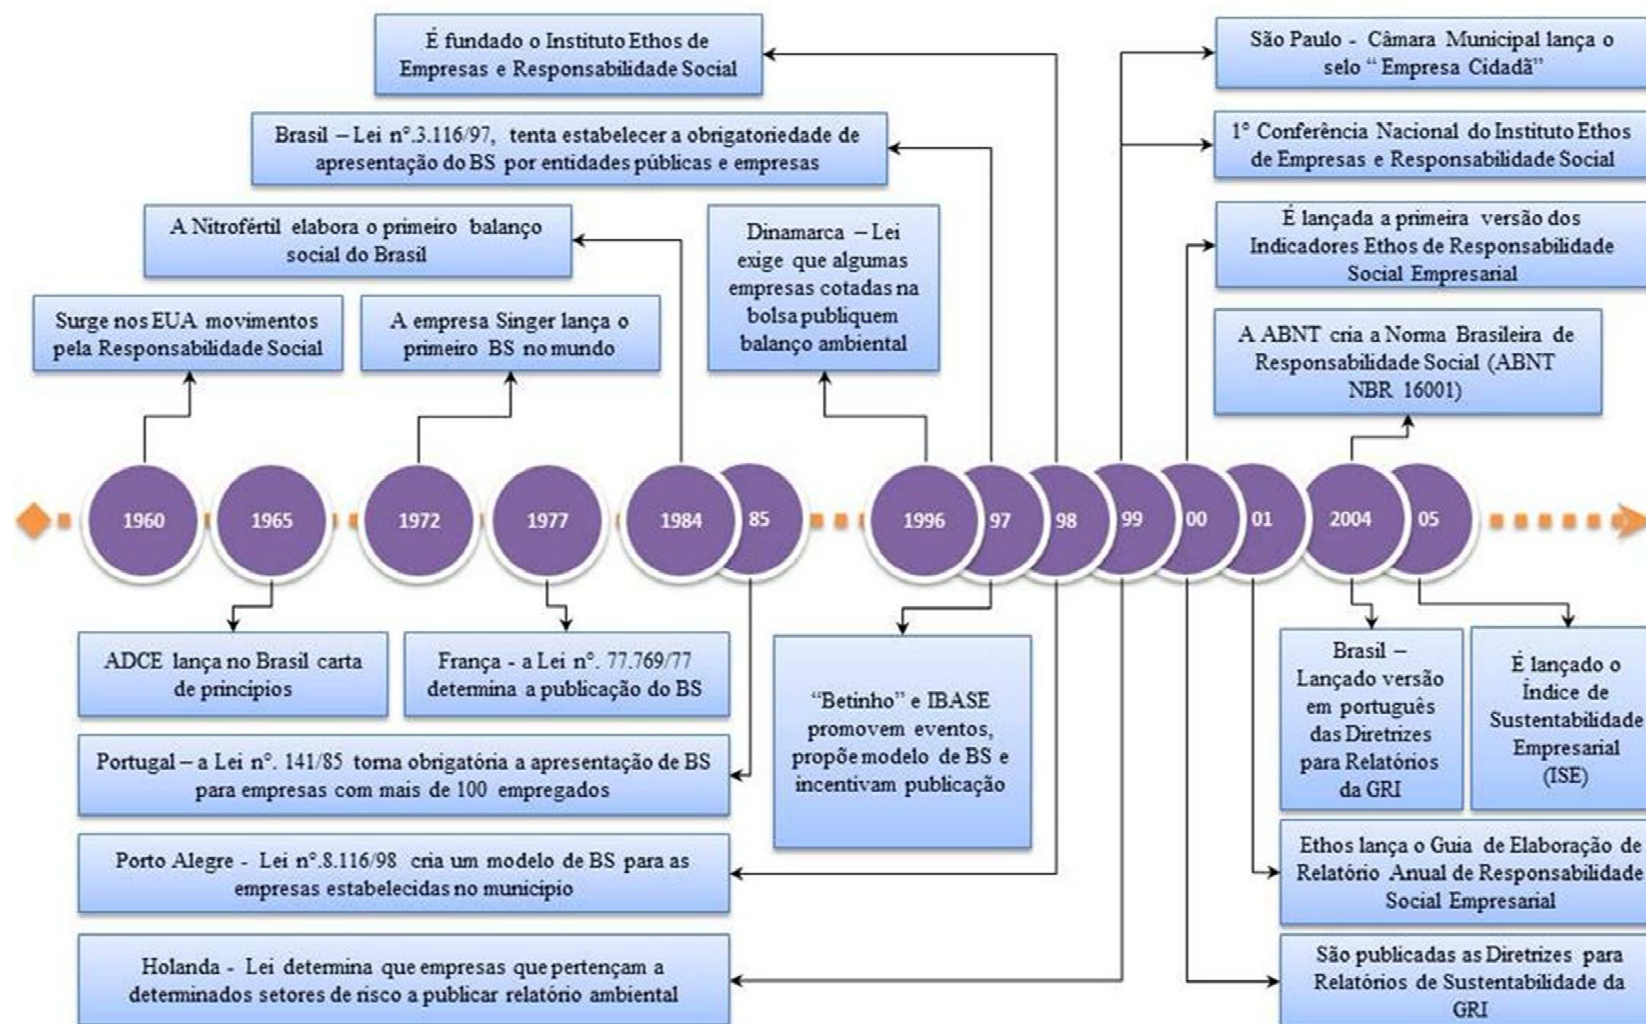 É fundado o Instituto Ethos de
Empresas e Responsabilidade Social
Brasil – Lei nº.3.116/97, tenta estabelecer a obrigatoriedade de
apresentação do BS por entidades públicas e empresas
A Nitrofértil elabora o primeiro balanço
social do Brasil
Surge nos EUA movimentos
pela Responsabilidade Social
A empresa Singer lança o
primeiro BS no mundo
Dinamarca – Lei
exige que algumas
empresas cotadas na
bolsa publiquem
balanço ambiental
São Paulo - Câmara Municipal lança o
selo “ Empresa Cidadã”
1° Conferência Nacional do Instituto Ethos
de Empresas e Responsabilidade Social
É lançada a primeira versão dos
Indicadores Ethos de Responsabilidade
Social Empresarial
A ABNT cria a Norma Brasileira de
Responsabilidade Social (ABNT
NBR 16001)
1960
1965
1972
1977
1984
85
1996
97
98
99
00
01
2004
05
ADCE lança no Brasil carta
de princípios
França - a Lei n°. 77.769/77
determina a publicação do BS
Portugal – a Lei n°. 141/85 torna obrigatória a apresentação de BS
para empresas com mais de 100 empregados
Porto Alegre - Lei n°.8.116/98 cria um modelo de BS para as
empresas estabelecidas no município
Holanda - Lei determina que empresas que pertençam a
determinados setores de risco a publicar relatório ambiental
“Betinho” e IBASE
promovem eventos,
propõe modelo de BS e
incentivam publicação
Brasil –
Lançado versão
em português
das Diretrizes
para Relatórios
da GRI
É lançado o
Índice de
Sustentabilidade
Empresarial
(ISE)
Ethos lança o Guia de Elaboração de
Relatório Anual de Responsabilidade
Social Empresarial
São publicadas as Diretrizes para
Relatórios de Sustentabilidade da
GRI